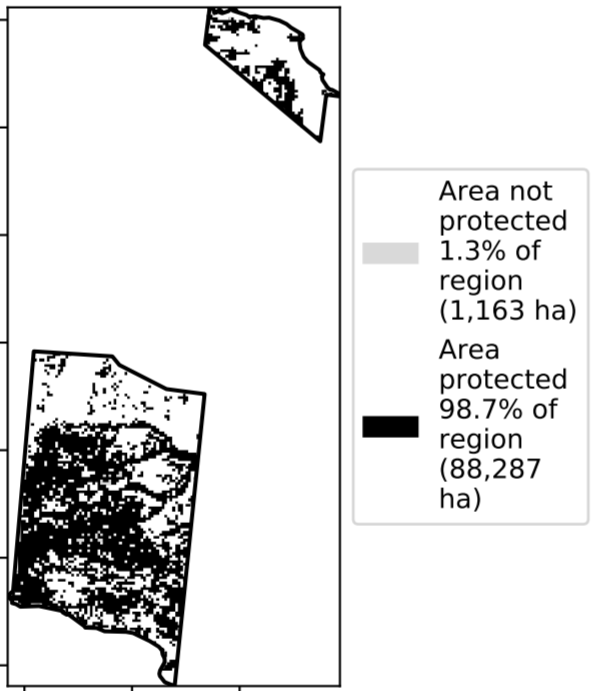 Area not
protected
1.3% of
region
(1,163 ha)
Area
protected
98.7% of
region
(88,287
ha)